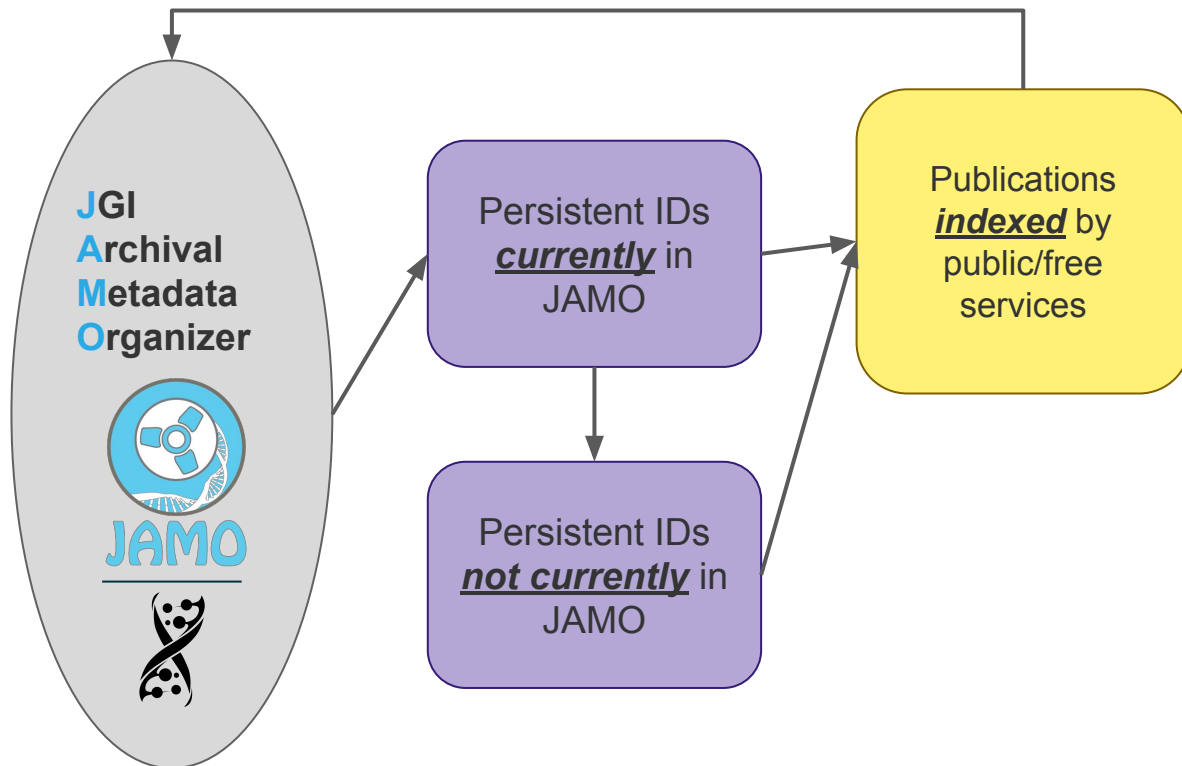 JGI
Archival
Metadata
Organizer
JAMO
Persistent IDs
currently in
JAMO
Persistent IDs
not currently in
JAMO
Publications
indexed by
public/free
services